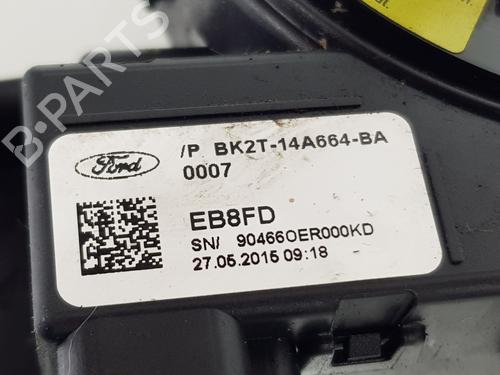 Ford
/P BK2T-14A664-BA
0007
EB8FD
SN/ 90466OER000KD
27.05.2015 09:18
B-PARTS